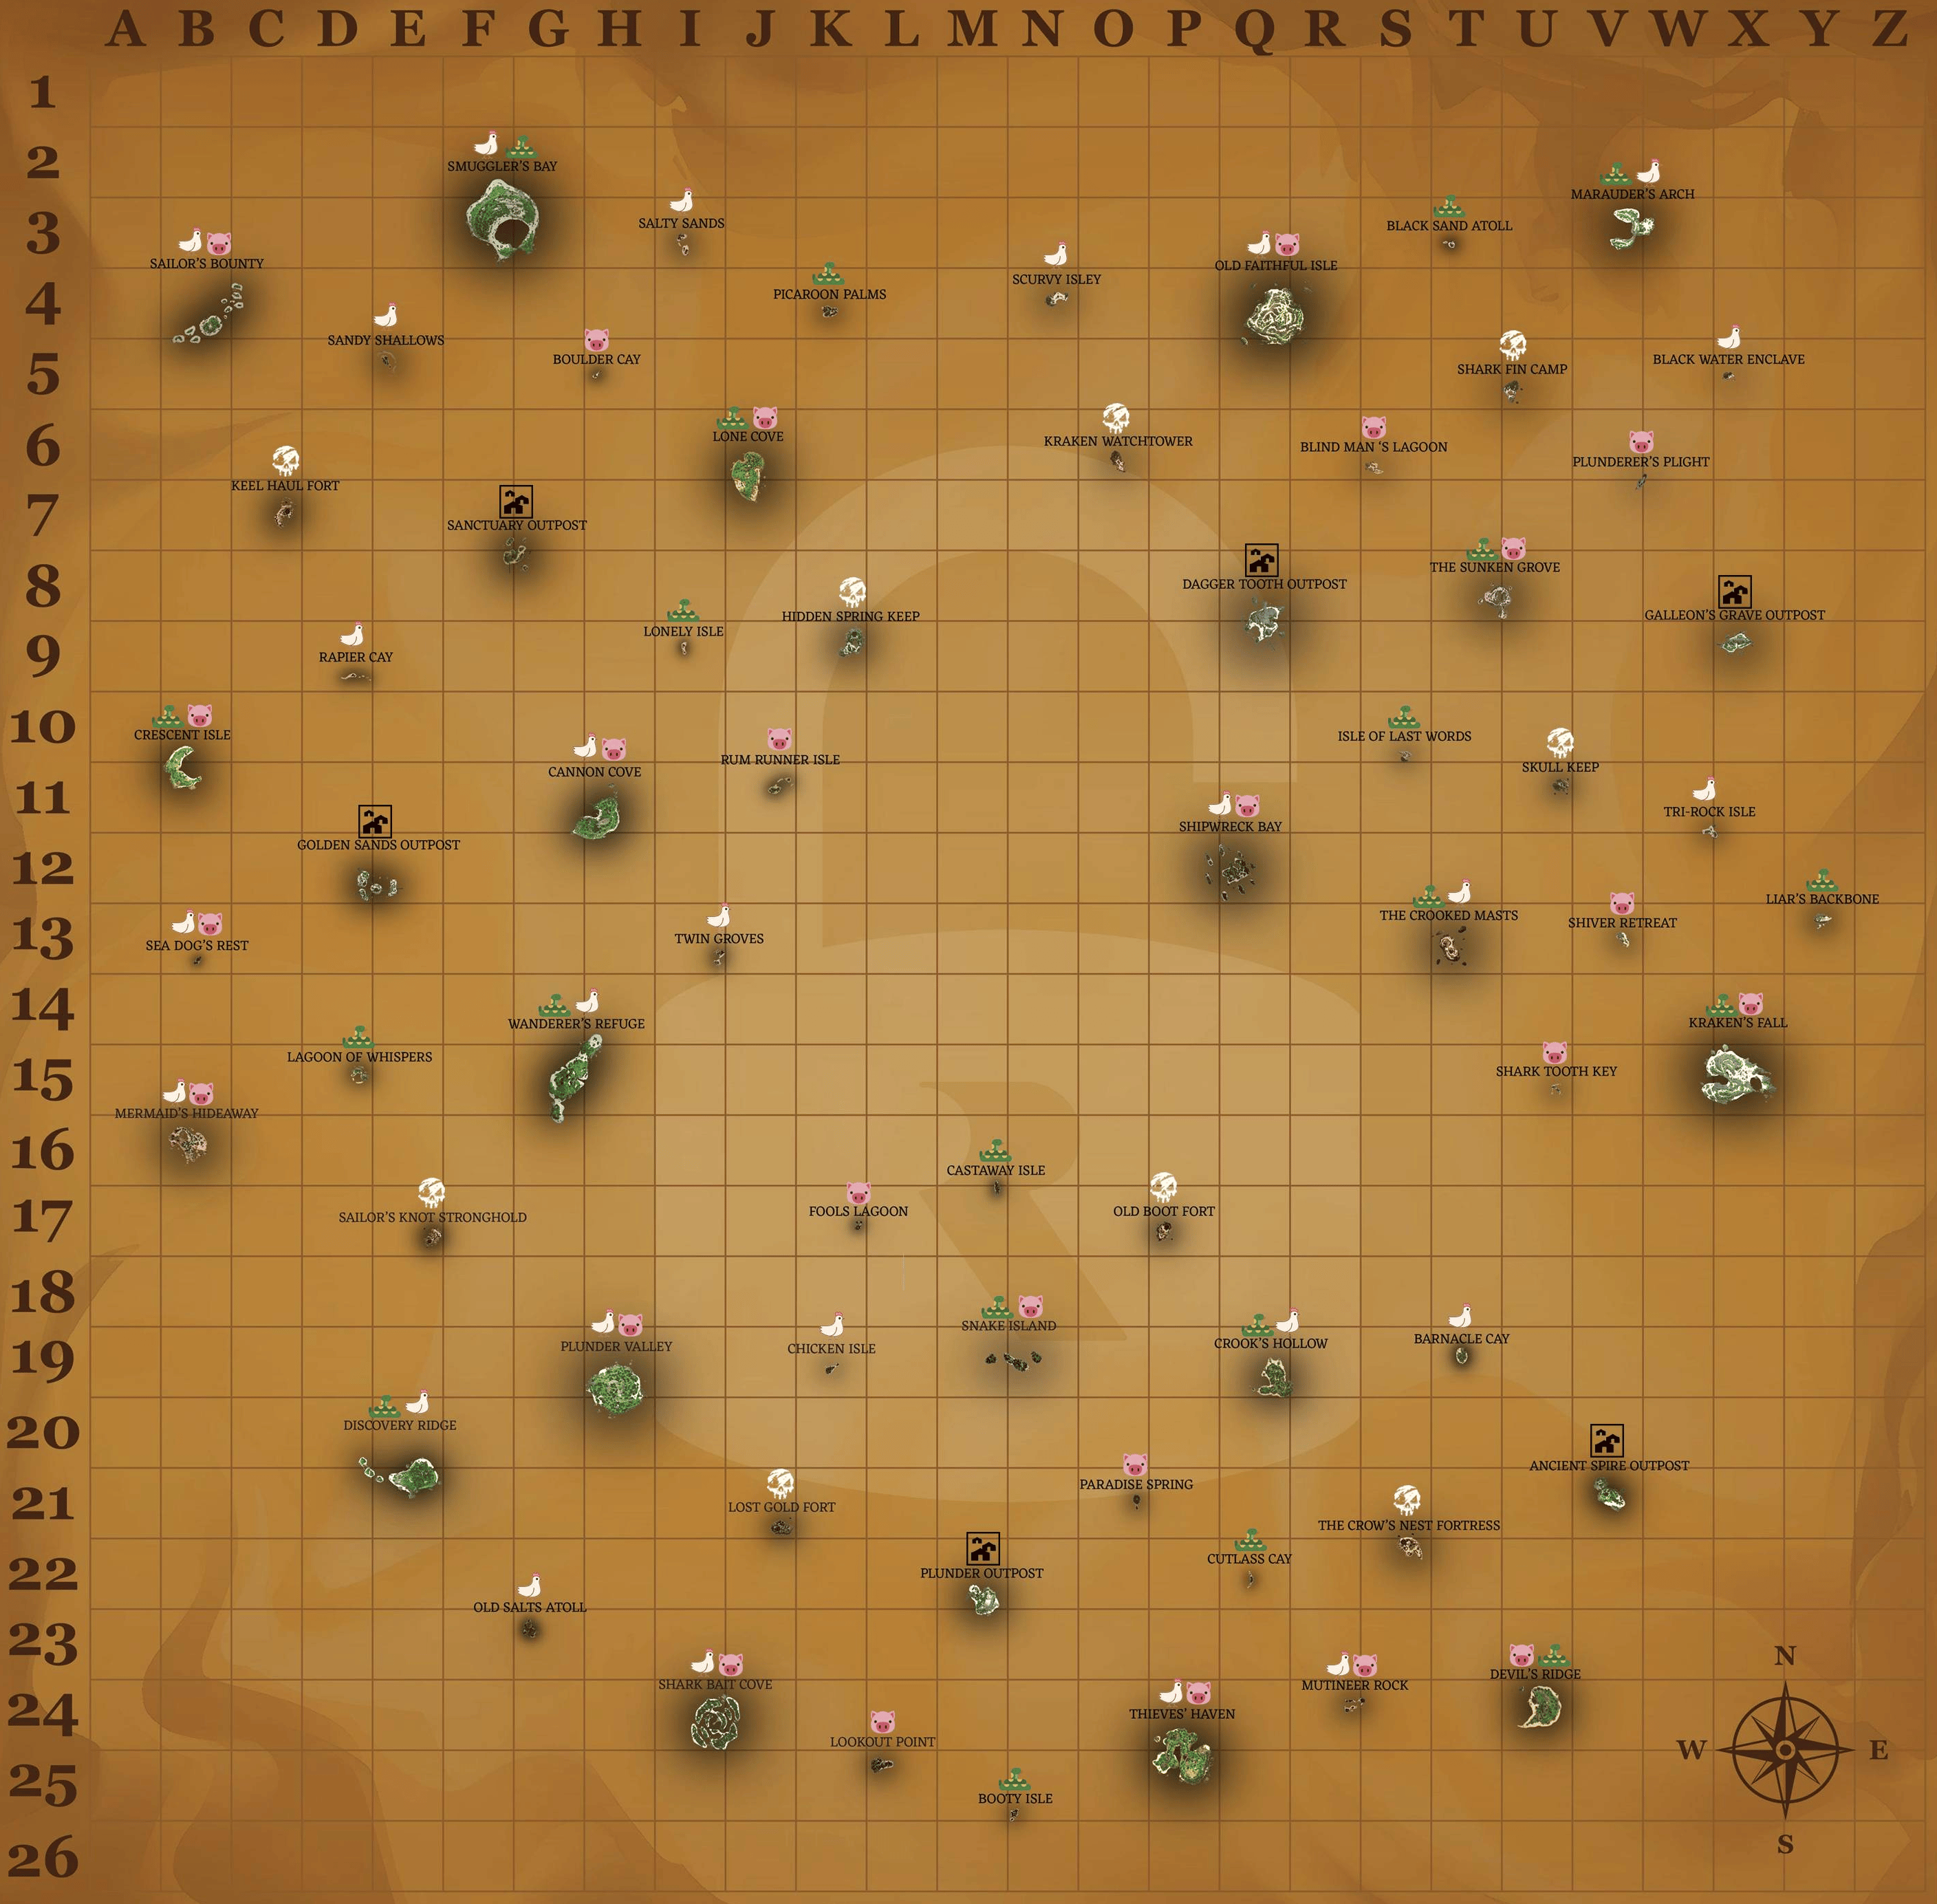 A B C D E F G H I J K L M N O P Q R S T U V W X Y Z
1
2
SMUGGLER'S BAY
MARAUDER'S ARCH
3
SALTY SANDS
BLACK SAND ATOLL
SAILOR'S BOUNTY
OLD FAITHFUL ISLE
4
SCURVY ISLEY
PICAROON PALMS
SANDY SHALLOWS
5
BOULDER CAY
BLACK WATER ENCLAVE
SHARK FIN CAMP
6
LONE COVE
KRAKEN WATCHTOWER
BLIND MAN 'S LAGOON
PLUNDERER'S PLIGHT
KEEL HAUL FORT
7
SANCTUARY OUTPOST
THE SUNKEN GROVE
8
DAGGER TOOTH OUTPOST
GALLEON'S GRAVE OUTPOST
HIDDEN SPRING KEEP
LONELY ISLE
9
RAPIER CAY
10
CRESCENT ISLE
ISLE OF LAST WORDS
RUM RUNNER ISLE
SKULL KEEP
CANNON COVE
11
TRI-ROCK ISLE
SHIPWRECK BAY
GOLDEN SANDS OUTPOST
12
LIAR'S BACKBONE
THE CROOKED MASTS
SHIVER RETREAT
13
TWIN GROVES
SEA DOG'S REST
14
KRAKEN'S FALL
WANDERER'S REFUGE
LAGOON OF WHISPERS
15
SHARK TOOTH KEY
MERMAID'S HIDEAWAY
16
CASTAWAY ISLE
17
FOOLS LAGOON
OLD BOOT FORT
SAILOR'S KNOT STRONGHOLD
18
SNAKE ISLAND
BARNACLE CAY
CROOK'S HOLLOW
PLUNDER VALLEY
CHICKEN ISLE
19
DISCOVERY RIDGE
20
ANCIENT SPIRE OUTPOST
PARADISE SPRING
21
LOST GOLD FORT
THE CROW'S NEST FORTRESS
CUTLASS CAY
22
PLUNDER OUTPOST
OLD SALTS ATOLL
23
N
DEVIL'S RIDGE
SHARK BAIT COVE
MUTINEER ROCK
24
THIEVES' HAVEN
LOOKOUT POINT
W E
25
BOOTY ISLE
S
26